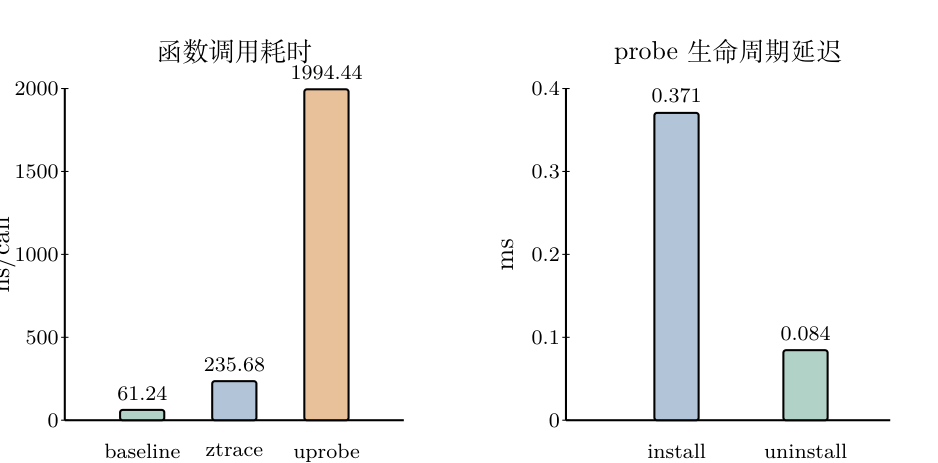 函数调用耗时
1994.44
2000
1500
1000
500
0
ns/call
235.68
61.24
baseline
ztrace
uprobe
probe 生命周期延迟
0.371
0.4
0.3
0.2
0.1
0
ms
0.084
install
uninstall